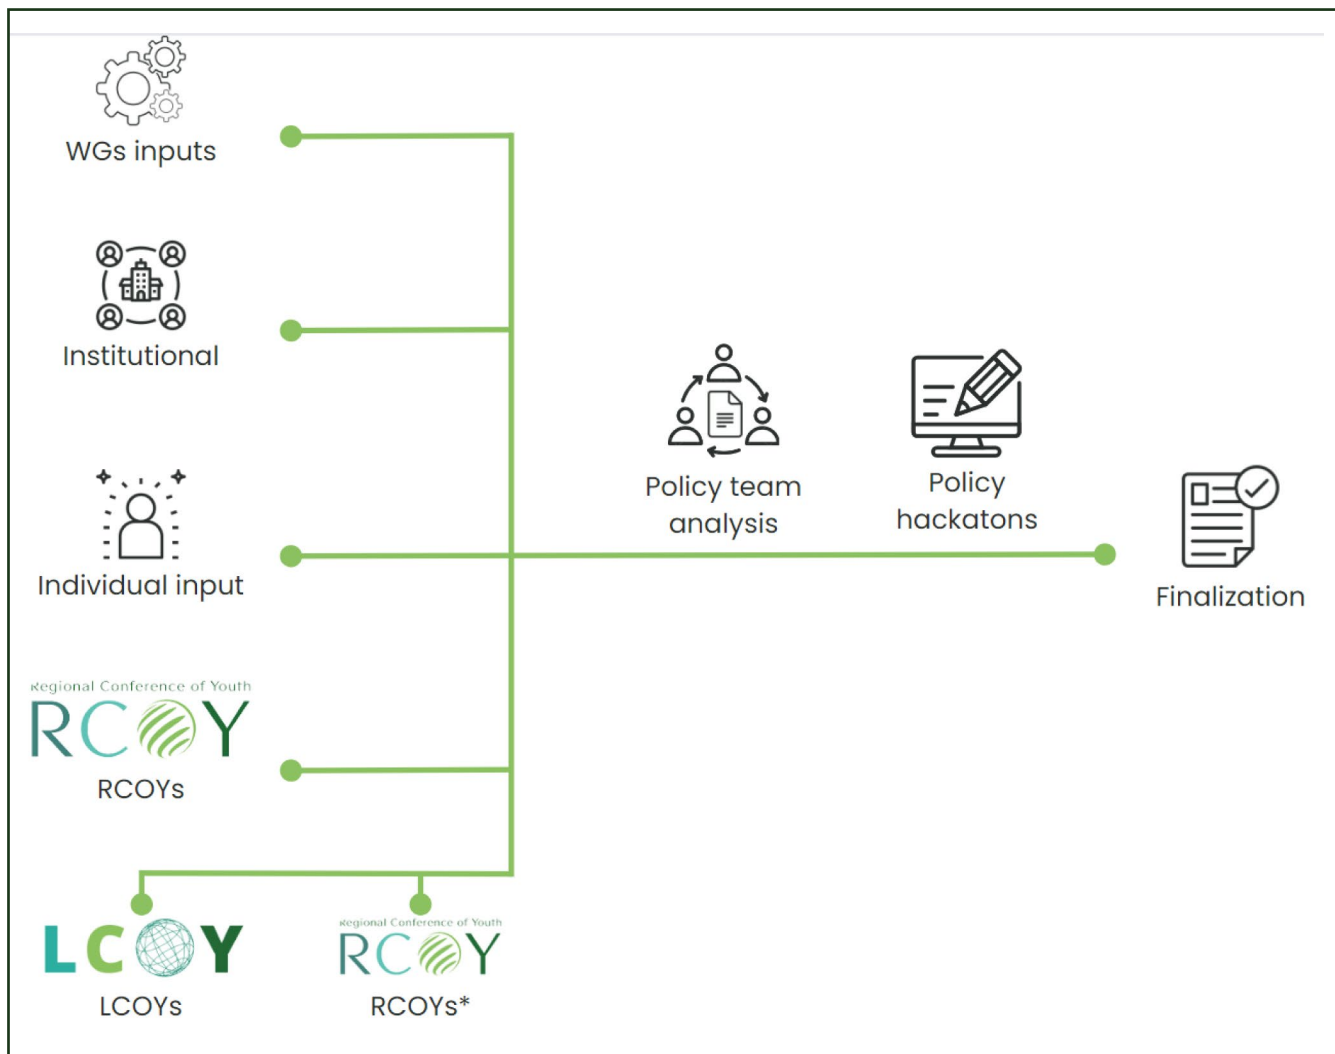 WGs inputs
Institutional
Individual input
Regional Conference of Youth
RCOY
RCOYs
LCOY
LCOYs
Regional Conference of Youth
RCOY
RCOYs*
Policy team
analysis
Policy
hackatons
Finalization